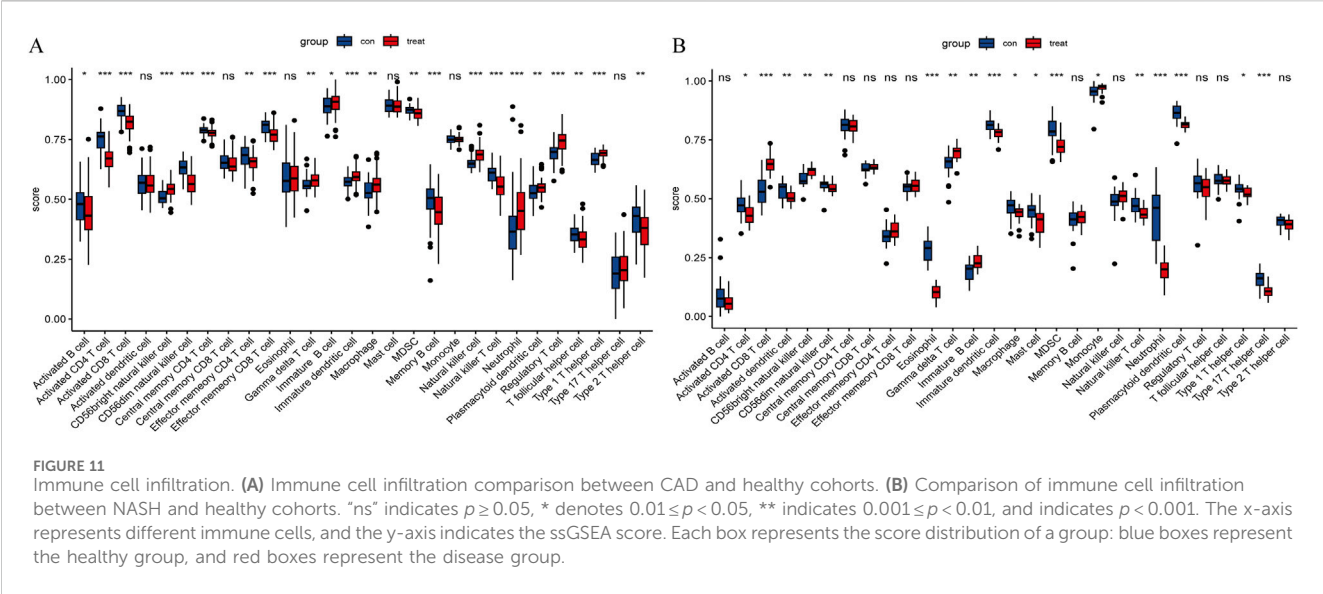 A
group con treat
* *** *** ns *** *** *** ns ** *** ns ** * *** ** ns ** *** ns *** *** *** ** *** ** *** ns **
1.00
0.75
0.50
0.25
0.00
score
Activated B cell
Activated CD4 T cell
Activated CD8 T cell
Activated dendritic cell
CD56bright natural killer cell
CD56dim natural killer cell
Central memory CD4 T cell
Central memory CD8 T cell
Effector memory CD4 T cell
Effector memory CD8 T cell
Eosinophil
Gamma delta T cell
Immature B cell
Immature dendritic cell
Macrophage
Mast cell
MDSC
Memory B cell
Monocyte
Natural killer cell
Natural killer T cell
Neutrophil
Plasmacytoid dendritic cell
Regulatory T cell
T follicular helper cell
Type 1 T helper cell
Type 17 T helper cell
Type 2 T helper cell
B
group con treat
ns * *** ** ** ** ns ns ns ns *** ** ** *** * * *** ns * ns ** *** *** ns ns * *** ns
1.00
0.75
0.50
0.25
0.00
score
Activated B cell
Activated CD4 T cell
Activated CD8 T cell
Activated dendritic cell
CD56bright natural killer cell
CD56dim natural killer cell
Central memory CD4 T cell
Central memory CD8 T cell
Effector memory CD4 T cell
Effector memory CD8 T cell
Eosinophil
Gamma delta T cell
Immature B cell
Immature dendritic cell
Macrophage
Mast cell
MDSC
Memory B cell
Monocyte
Natural killer cell
Natural killer T cell
Neutrophil
Plasmacytoid dendritic cell
Regulatory T cell
T follicular helper cell
Type 1 T helper cell
Type 17 T helper cell
Type 2 T helper cell
FIGURE 11
Immune cell infiltration. (A) Immune cell infiltration comparison between CAD and healthy cohorts. (B) Comparison of immune cell infiltration
between NASH and healthy cohorts. “ns” indicates p ≥ 0.05, * denotes 0.01 ≤ p < 0.05, ** indicates 0.001 ≤ p < 0.01, and indicates p < 0.001. The x-axis
represents different immune cells, and the y-axis indicates the ssGSEA score. Each box represents the score distribution of a group: blue boxes represent
the healthy group, and red boxes represent the disease group.